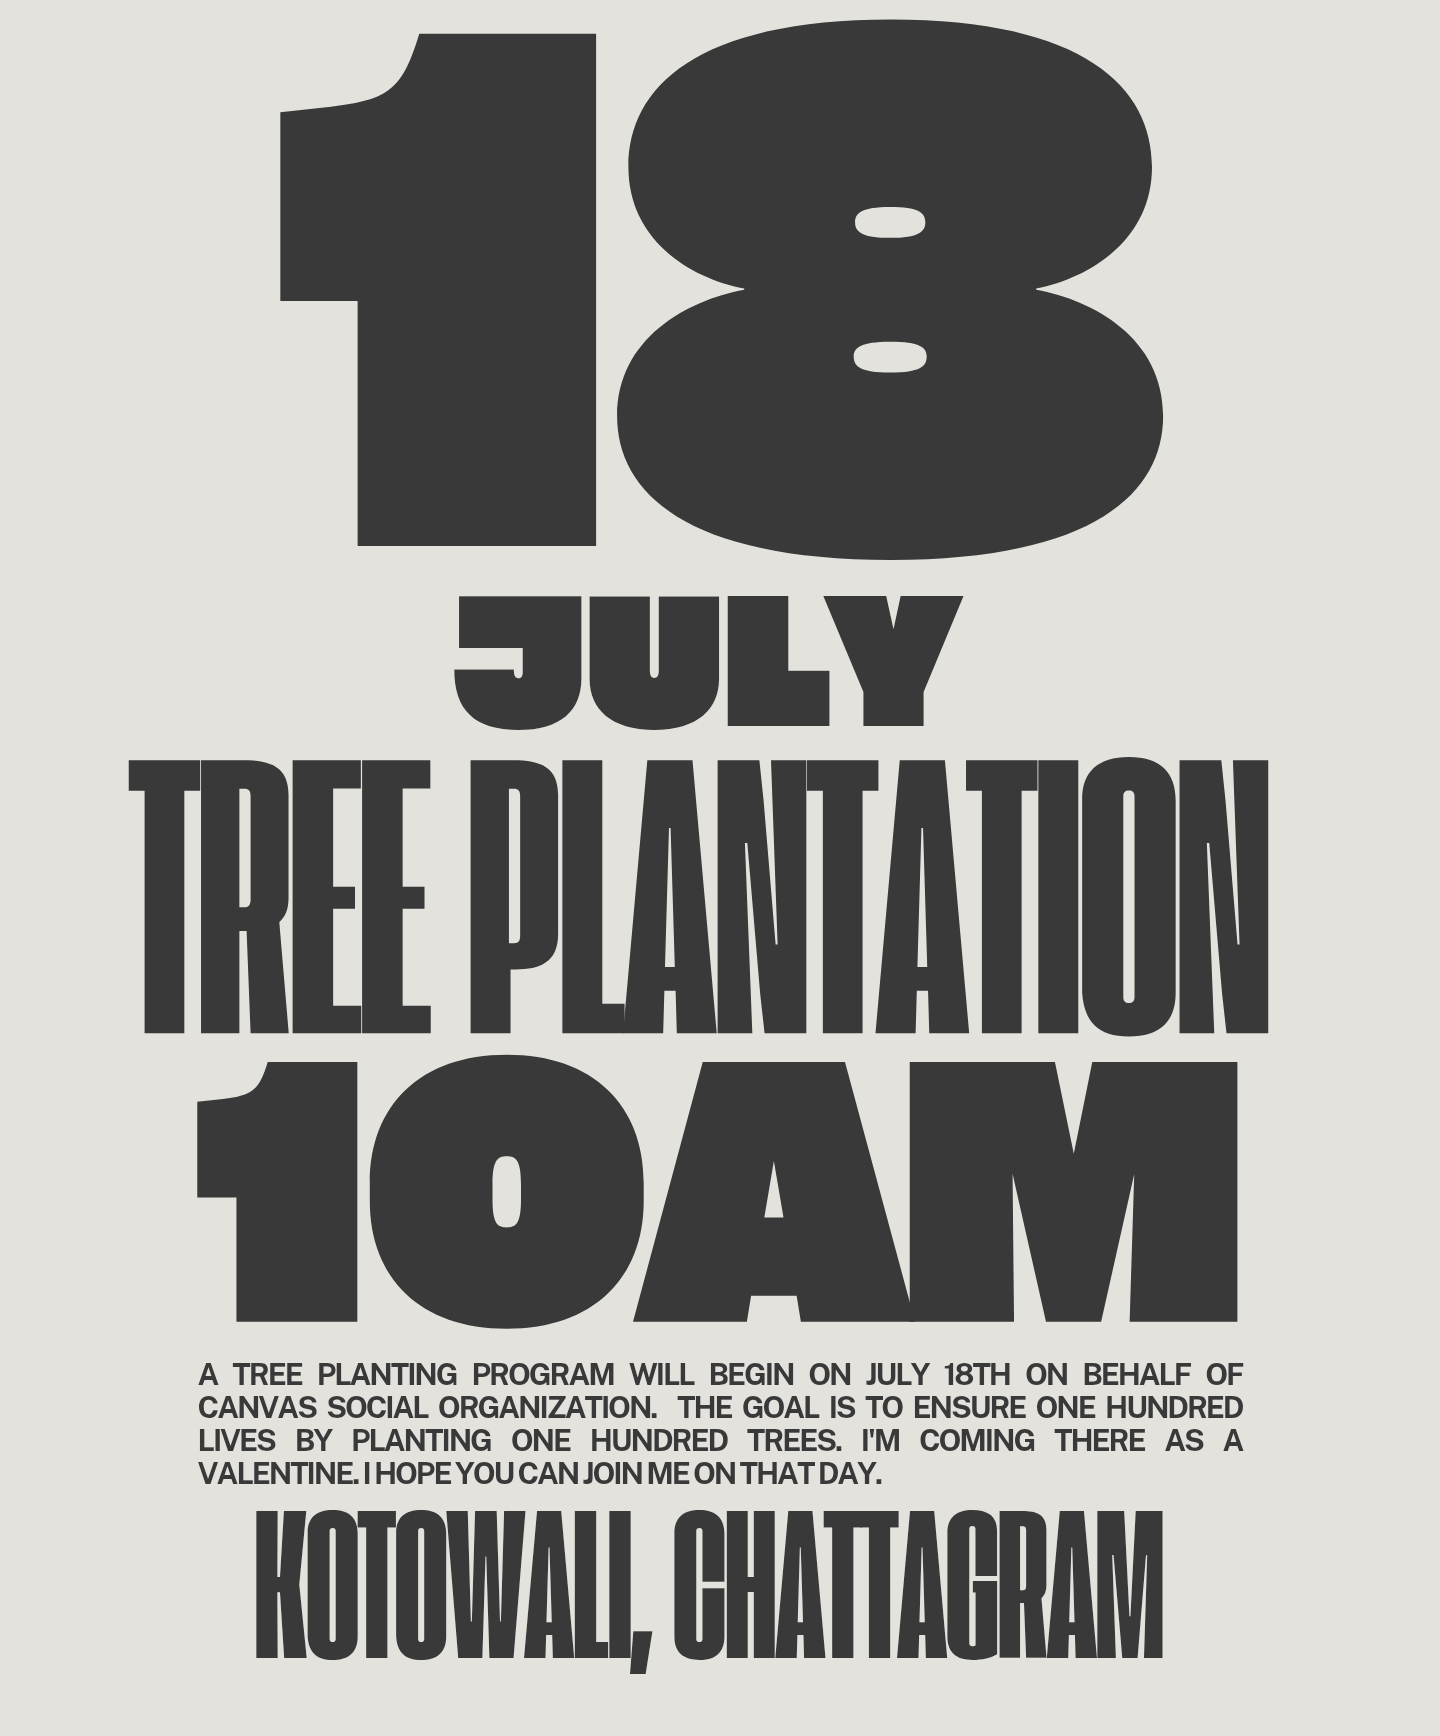 18
JULY
TREE PLANTATION
10AM
A TREE PLANTING PROGRAM WILL BEGIN ON JULY 18TH ON BEHALF OF
CANVAS SOCIAL ORGANIZATION. THE GOAL IS TO ENSURE ONE HUNDRED
LIVES BY PLANTING ONE HUNDRED TREES. I'M COMING THERE AS A
VALENTINE. I HOPE YOU CAN JOIN ME ON THAT DAY.
KOTOWALI, CHATTAGRAM